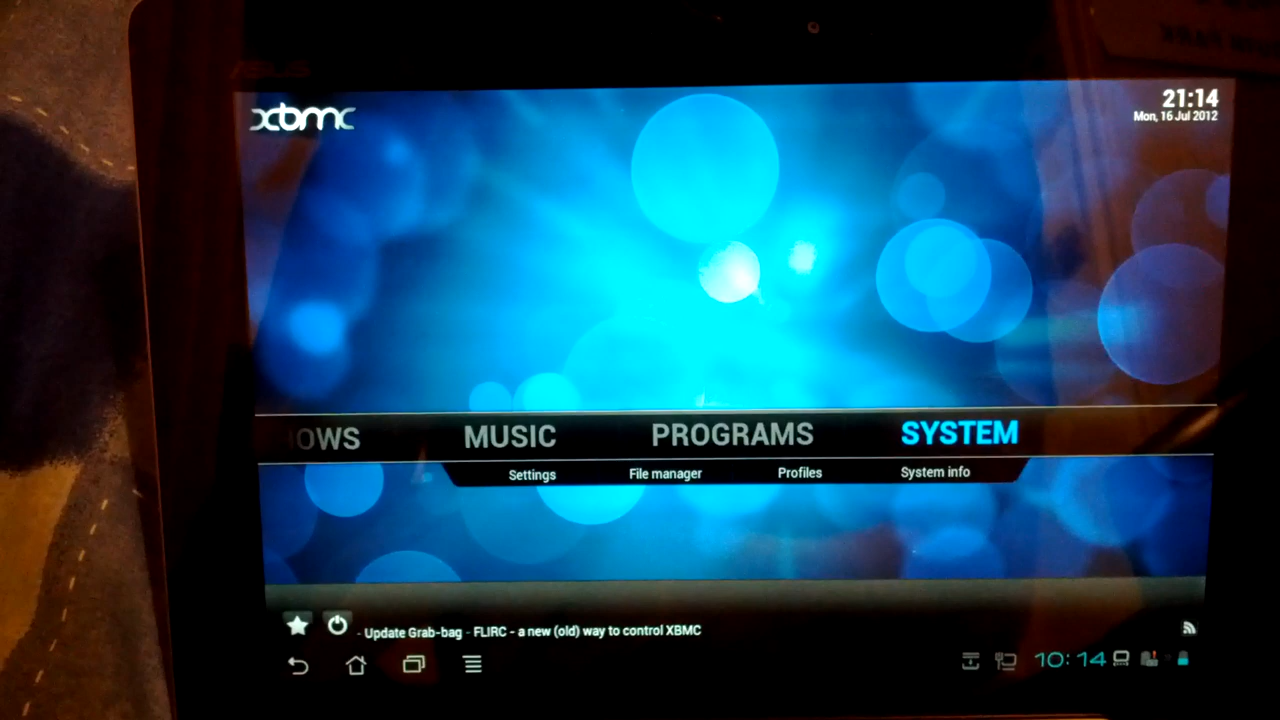 xbmc
21:14
Mon, 16 Jul 2012
OWS MUSIC PROGRAMS SYSTEM
Settings File manager Profiles System info
- Update Grab-bag - FLIRC - a new (old) way to control XBMC
10:14